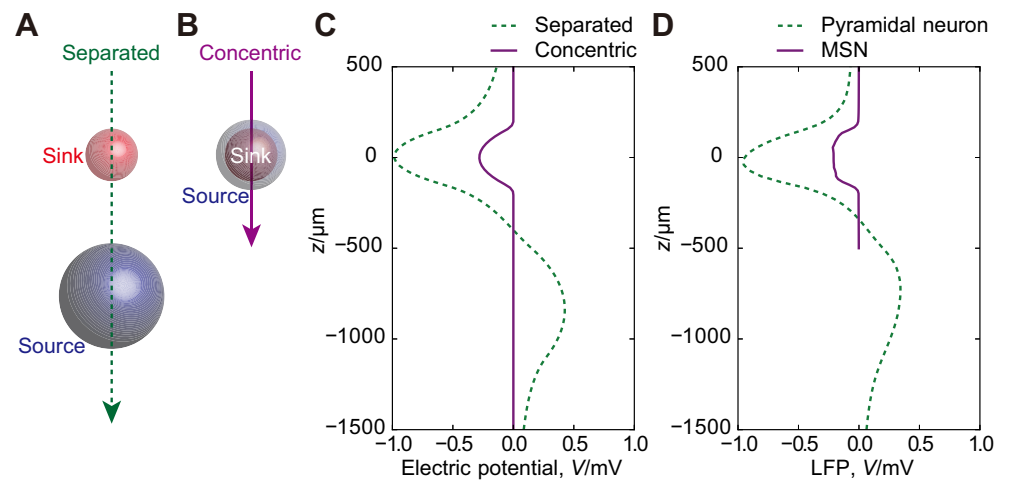 A
Separated
Sink
Source
B
Concentric
Sink
Source
C
Separated
Concentric
500
0
−500
−1000
−1500
z/μm
−1.0 −0.5 0.0 0.5 1.0
Electric potential, V/mV
D
Pyramidal neuron
MSN
500
0
−500
−1000
−1500
z/μm
−1.0 −0.5 0.0 0.5 1.0
LFP, V/mV